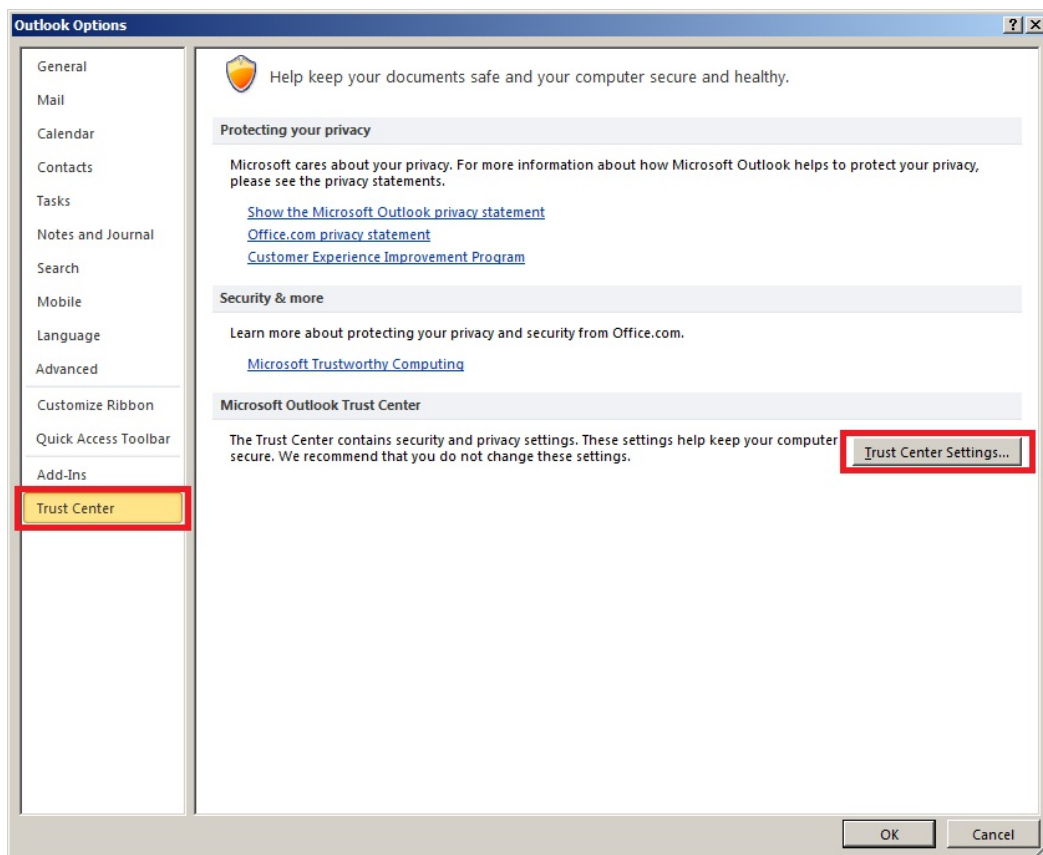 Outlook Options
General
Mail
Calendar
Contacts
Tasks
Notes and Journal
Search
Mobile
Language
Advanced
Customize Ribbon
Quick Access Toolbar
Add-Ins
Trust Center
Help keep your documents safe and your computer secure and healthy.
Protecting your privacy
Microsoft cares about your privacy. For more information about how Microsoft Outlook helps to protect your privacy,
please see the privacy statements.
Show the Microsoft Outlook privacy statement
Office.com privacy statement
Customer Experience Improvement Program
Security & more
Learn more about protecting your privacy and security from Office.com.
Microsoft Trustworthy Computing
Microsoft Outlook Trust Center
The Trust Center contains security and privacy settings. These settings help keep your computer
secure. We recommend that you do not change these settings.
Trust Center Settings...
OK
Cancel